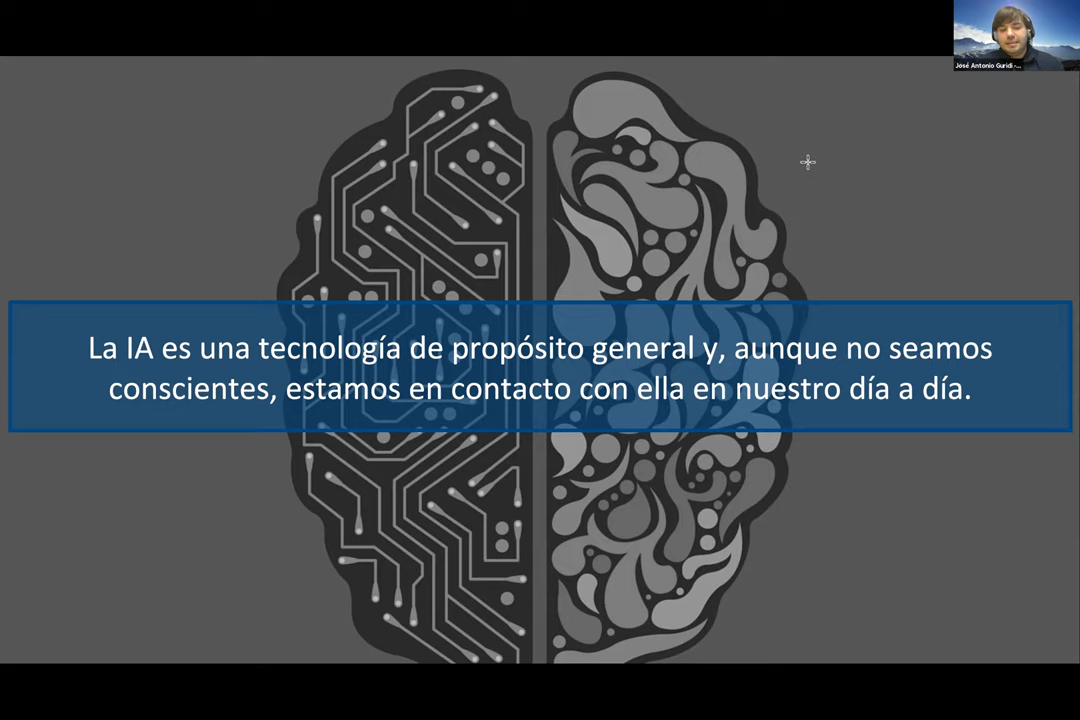 José Antonio Guridi -...
La IA es una tecnología de propósito general y, aunque no seamos
conscientes, estamos en contacto con ella en nuestro día a día.